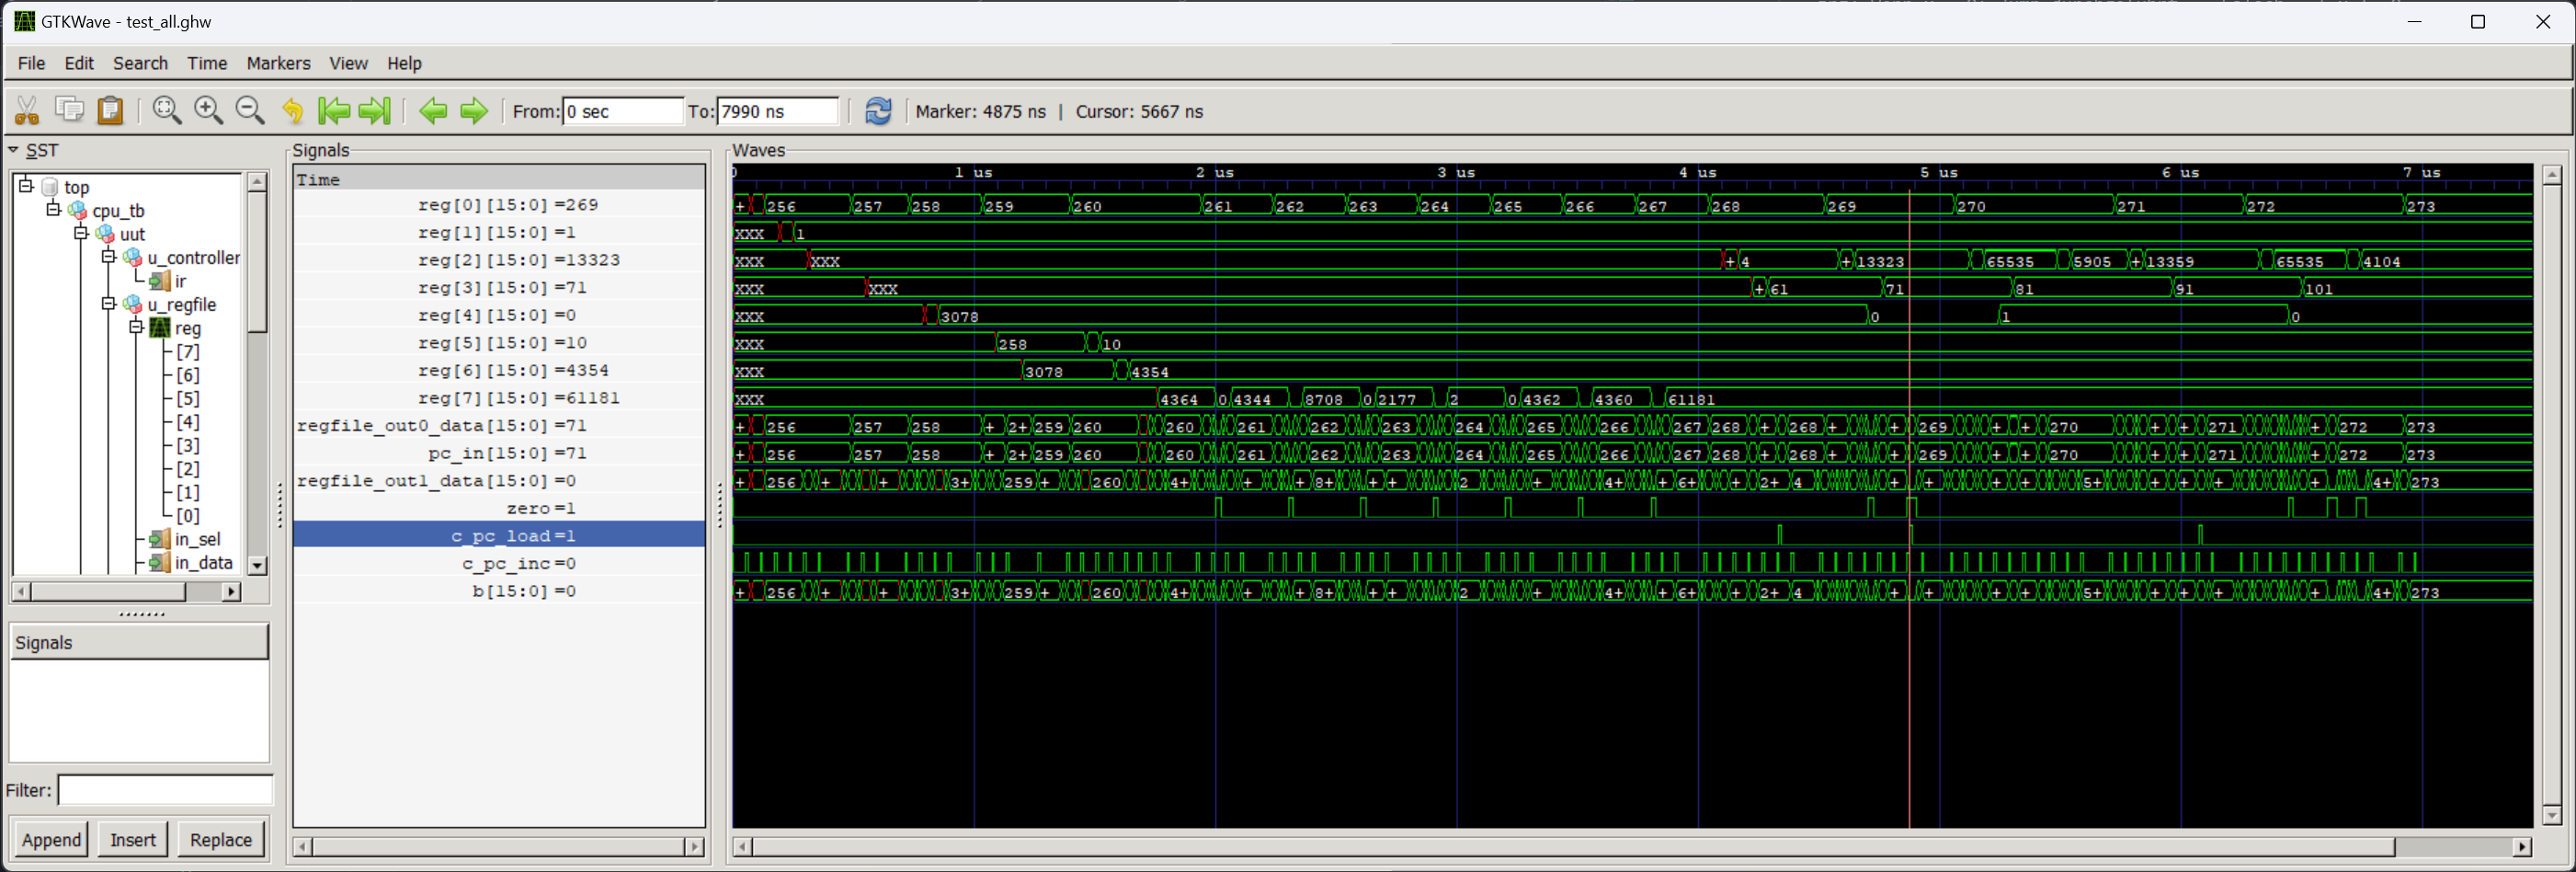 GTKWave - test_all.ghw
File Edit Search Time Markers View Help
From: 0 sec To: 7990 ns Marker: 4875 ns | Cursor: 5667 ns
SST
top
cpu_tb
uut
u_controller
ir
u_regfile
reg
[7]
[6]
[5]
[4]
[3]
[2]
[1]
[0]
in_sel
in_data
Signals
Filter:
Append Insert Replace
Signals
Time
reg[0][15:0] =269
reg[1][15:0] =1
reg[2][15:0] =13323
reg[3][15:0] =71
reg[4][15:0] =0
reg[5][15:0] =10
reg[6][15:0] =4354
reg[7][15:0] =61181
regfile_out0_data[15:0] =71
pc_in[15:0] =71
regfile_out1_data[15:0] =0
zero =1
c_pc_load =1
c_pc_inc =0
b[15:0] =0
Waves
0 1 us 2 us 3 us 4 us 5 us 6 us 7 us
+ 256 257 258 259 260 261 262 263 264 265 266 267 268 269 270 271 272 273
XXX 1
XXX XXX + 4 + 13323 65535 5905 + 13359 65535 4104
XXX XXX + 61 71 81 91 101
XXX 3078 0 1 0
XXX 258 10
XXX 3078 4354
XXX 4364 0 4344 8708 0 2177 2 0 4362 4360 61181
+ 256 257 258 + 2+ 259 260 260 261 262 263 264 265 266 267 268 + 268 + + 269 + + 270 + + 271 + 272 273
+ 256 257 258 + 2+ 259 260 260 261 262 263 264 265 266 267 268 + 268 + + 269 + + 270 + + 271 + 272 273
+ 256 + + 3+ 259 + 260 4+ + 8+ + + 2 + 4+ + 6+ + 2+ 4 + + + + 5+ + + + + 4+ 273
+ 256 + + 3+ 259 + 260 4+ + 8+ + + 2 + 4+ + 6+ + 2+ 4 + + + + 5+ + + + + 4+ 273